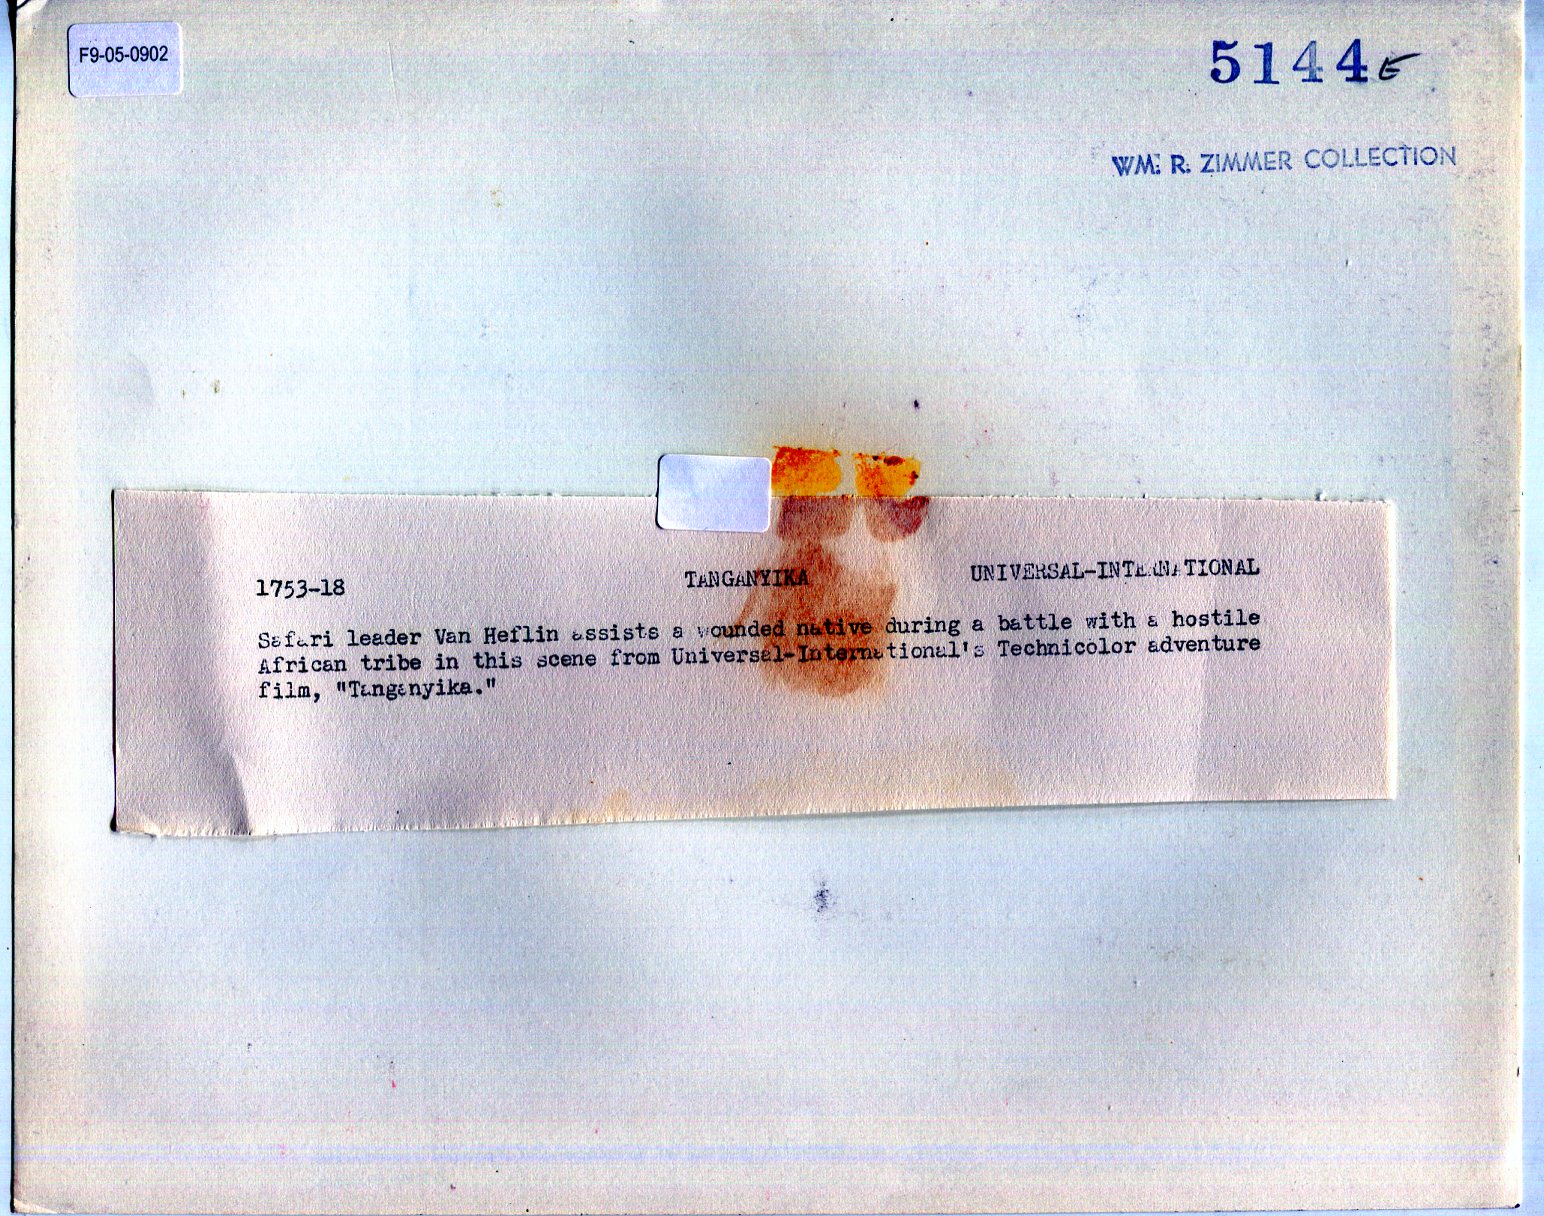 F9-05-0902
5144
WM. R. ZIMMER COLLECTION
1753-18 TANGANYIKA UNIVERSAL-INTERNATIONAL
Safari leader Van Heflin assists a wounded native during a battle with a hostile
African tribe in this scene from Universal-International's Technicolor adventure
film, "Tanganyika."